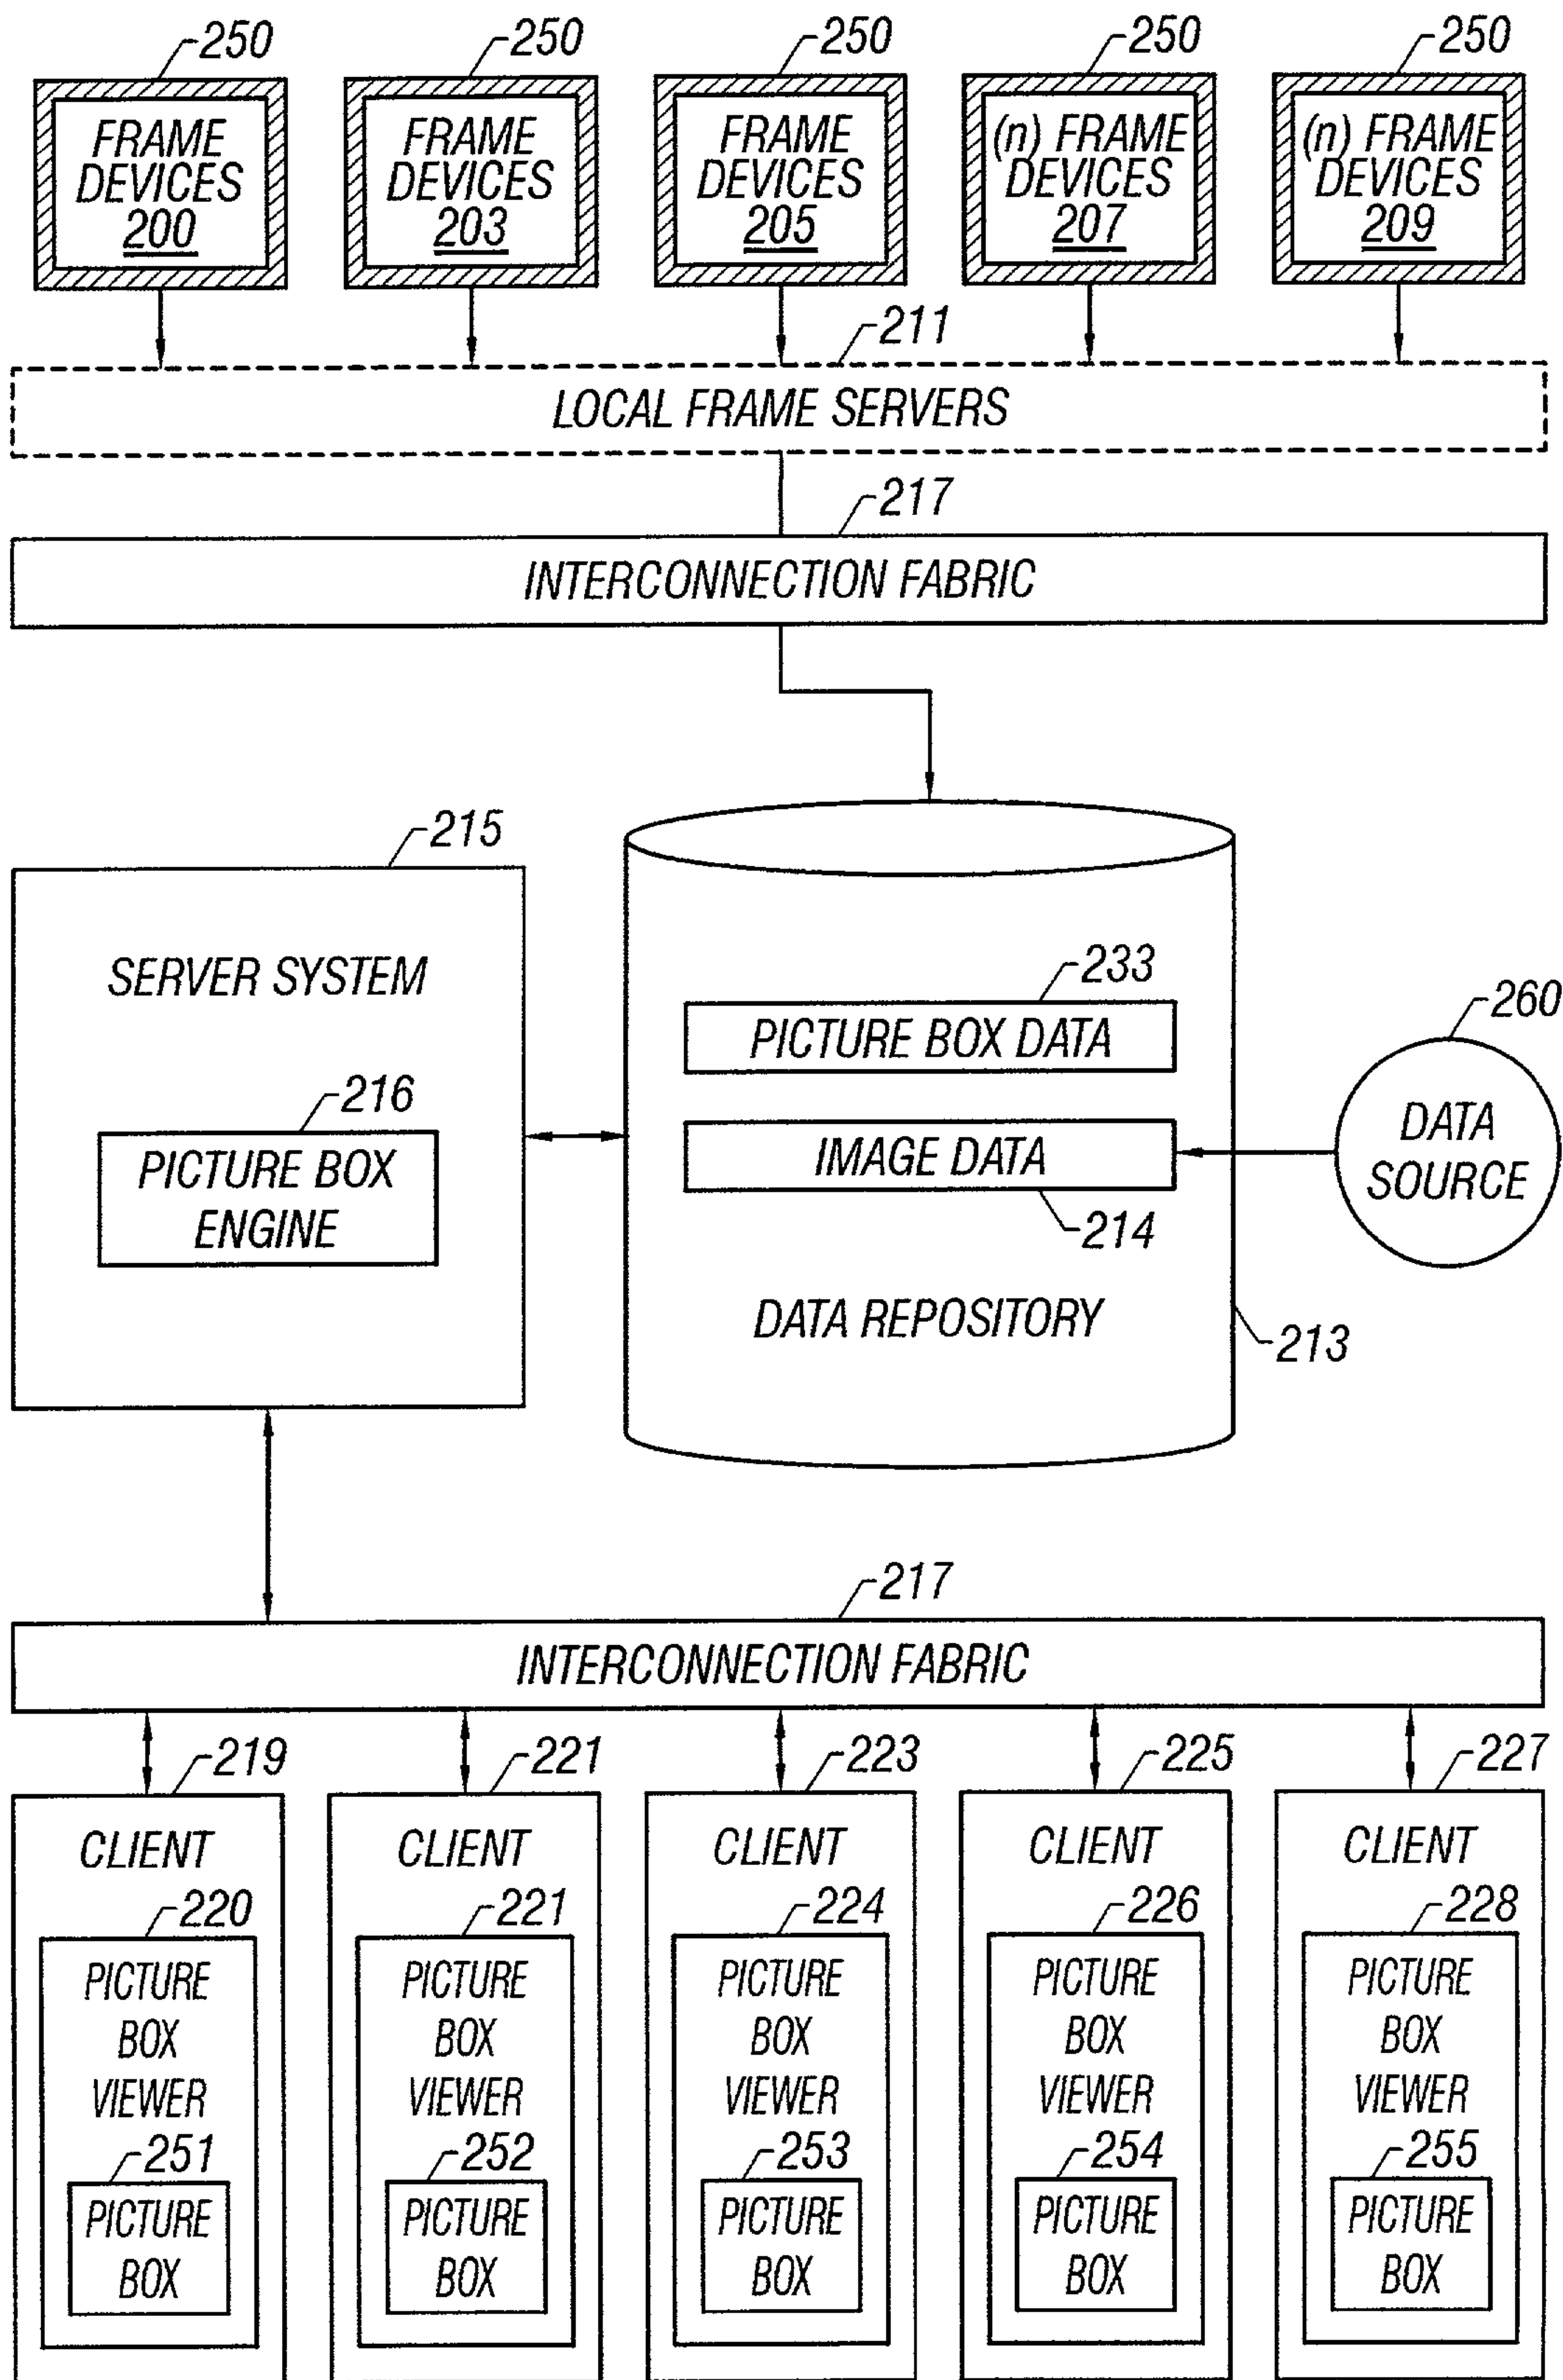 250 250 250 250 250
FRAME DEVICES 200
FRAME DEVICES 203
FRAME DEVICES 205
(n) FRAME DEVICES 207
(n) FRAME DEVICES 209
211
LOCAL FRAME SERVERS
217
INTERCONNECTION FABRIC
215
SERVER SYSTEM
216
PICTURE BOX
ENGINE
233
PICTURE BOX DATA
IMAGE DATA
214
DATA REPOSITORY
213
260
DATA
SOURCE
217
INTERCONNECTION FABRIC
219
CLIENT
220
PICTURE
BOX
VIEWER
251
PICTURE
BOX
221
CLIENT
221
PICTURE
BOX
VIEWER
252
PICTURE
BOX
223
CLIENT
224
PICTURE
BOX
VIEWER
253
PICTURE
BOX
225
CLIENT
226
PICTURE
BOX
VIEWER
254
PICTURE
BOX
227
CLIENT
228
PICTURE
BOX
VIEWER
255
PICTURE
BOX